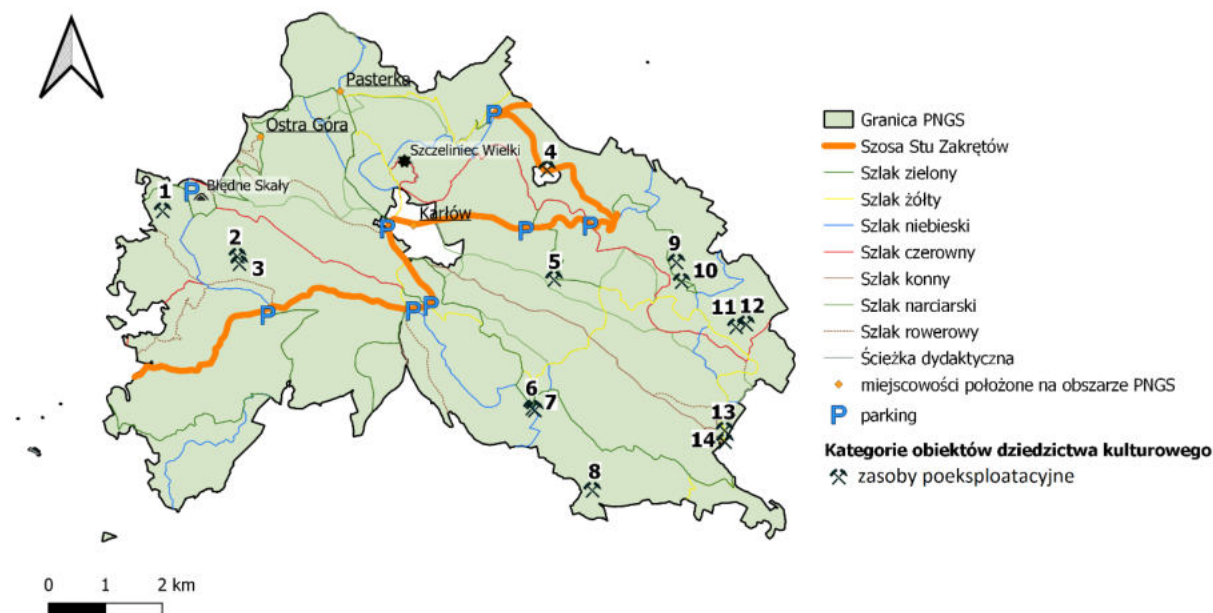 Pasterka
P
Ostra Góra
Szczeliniec Wielki
4
1
P
Błędne Skały
P
Karłów
P
P
2
3
5
9
10
P
P
P
11
12
6
7
13
14
8
Granica PNGS
Szosa Stu Zakrętów
Szlak zielony
Szlak żółty
Szlak niebieski
Szlak czerowny
Szlak konny
Szlak narciarski
Szlak rowerowy
Ścieżka dydaktyczna
miejscowości położone na obszarze PNGS
P parking
Kategorie obiektów dziedzictwa kulturowego
zasoby poeksploatacyjne
0 1 2 km